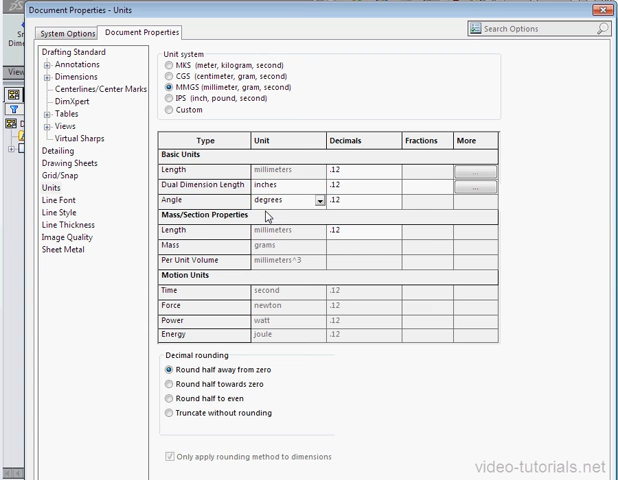 Document Properties - Units
Search Options
System Options
Document Properties
Drafting Standard
Annotations
Dimensions
Centerlines/Center Marks
DimXpert
Tables
Views
Virtual Sharps
Detailing
Drawing Sheets
Grid/Snap
Units
Line Font
Line Style
Line Thickness
Image Quality
Sheet Metal
Unit system
MKS (meter, kilogram, second)
CGS (centimeter, gram, second)
MMGS (millimeter, gram, second)
IPS (inch, pound, second)
Custom
Type Unit Decimals Fractions More
Basic Units
Length millimeters .12 ...
Dual Dimension Length inches .12 ...
Angle degrees .12
Mass/Section Properties
Length millimeters .12
Mass grams
Per Unit Volume millimeters^3
Motion Units
Time second .12
Force newton .12
Power watt .12
Energy joule .12
Decimal rounding
Round half away from zero
Round half towards zero
Round half to even
Truncate without rounding
Only apply rounding method to dimensions
video-tutorials.net